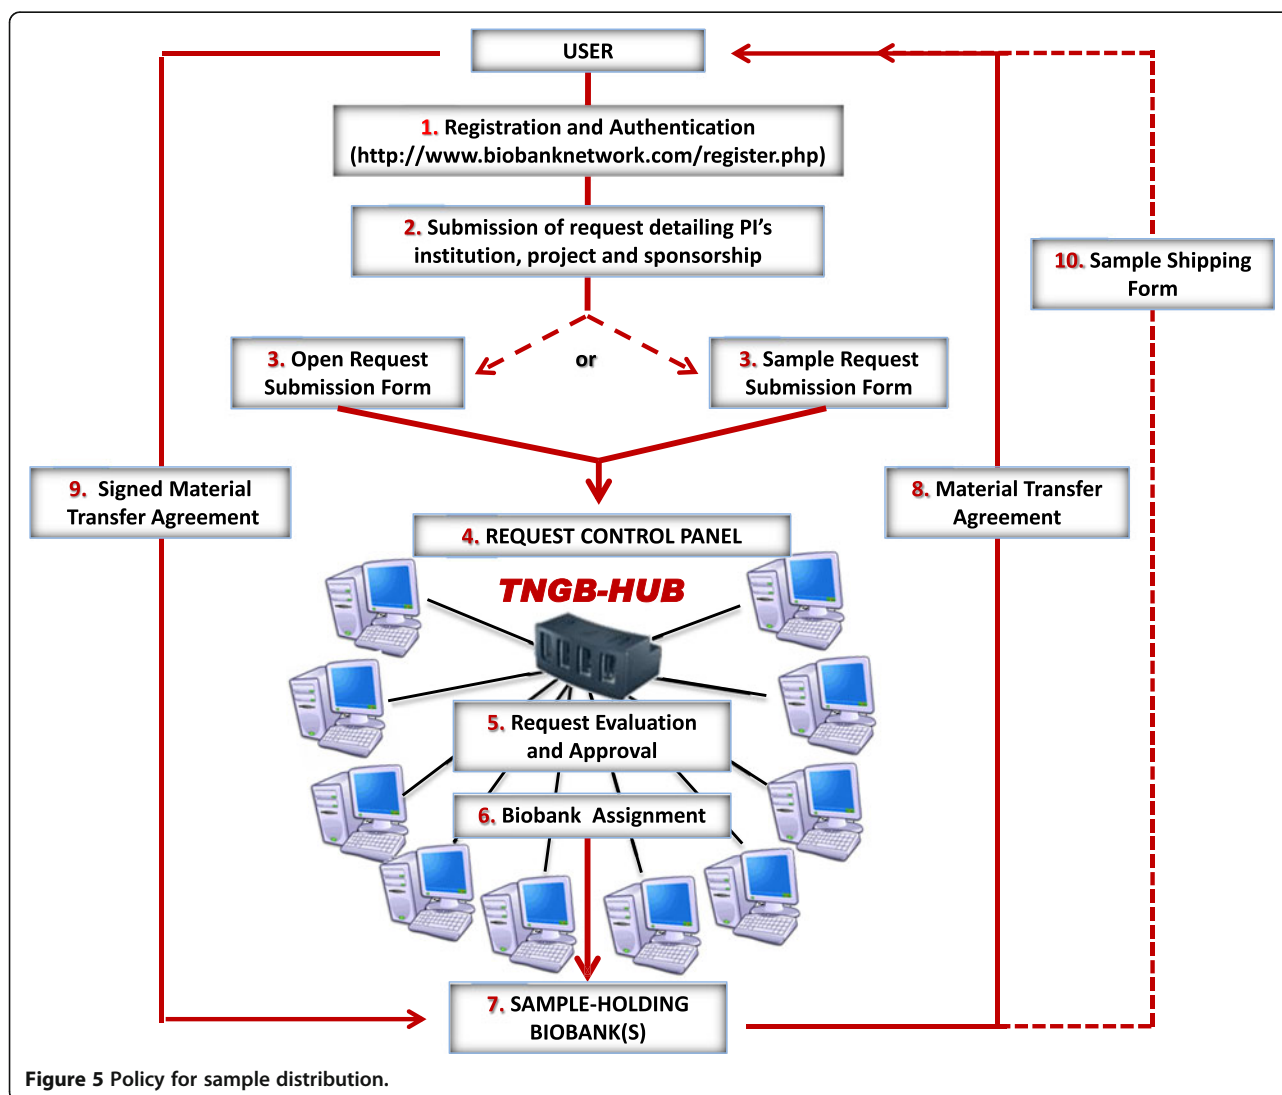 USER
1. Registration and Authentication
(http://www.biobanknetwork.com/register.php)
2. Submission of request detailing PI's
institution, project and sponsorship
10. Sample Shipping
Form
3. Open Request
Submission Form
or
3. Sample Request
Submission Form
9. Signed Material
Transfer Agreement
8. Material Transfer
Agreement
4. REQUEST CONTROL PANEL
TNGB-HUB
5. Request Evaluation
and Approval
6. Biobank Assignment
7. SAMPLE-HOLDING
BIOBANK(S)
Figure 5 Policy for sample distribution.